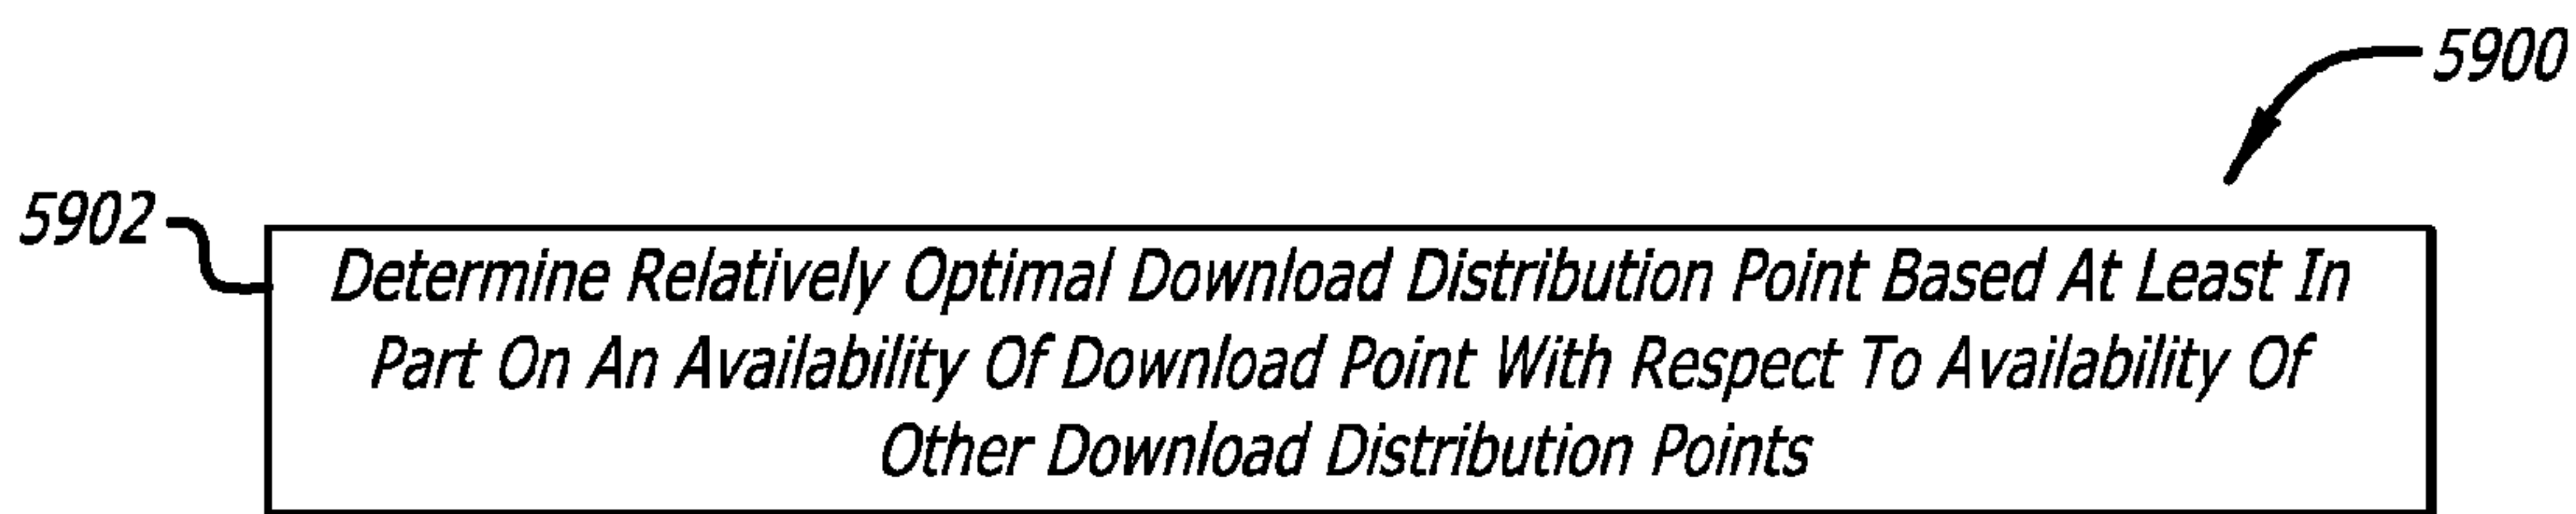 5900
5902
Determine Relatively Optimal Download Distribution Point Based At Least In
Part On An Availability Of Download Point With Respect To Availability Of
Other Download Distribution Points